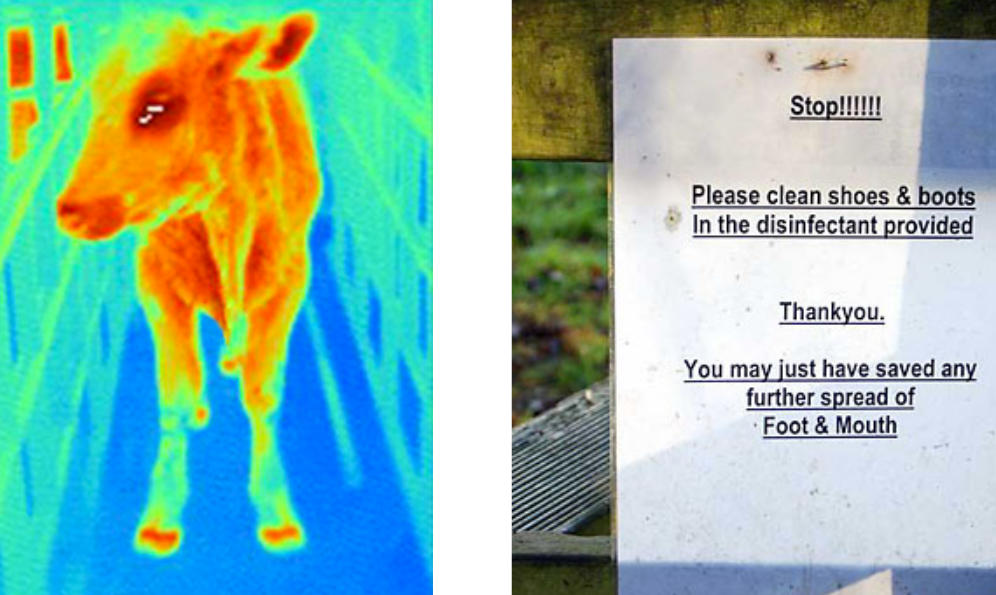 Stop!!!!!!
Please clean shoes & boots
In the disinfectant provided
Thankyou.
You may just have saved any
further spread of
Foot & Mouth